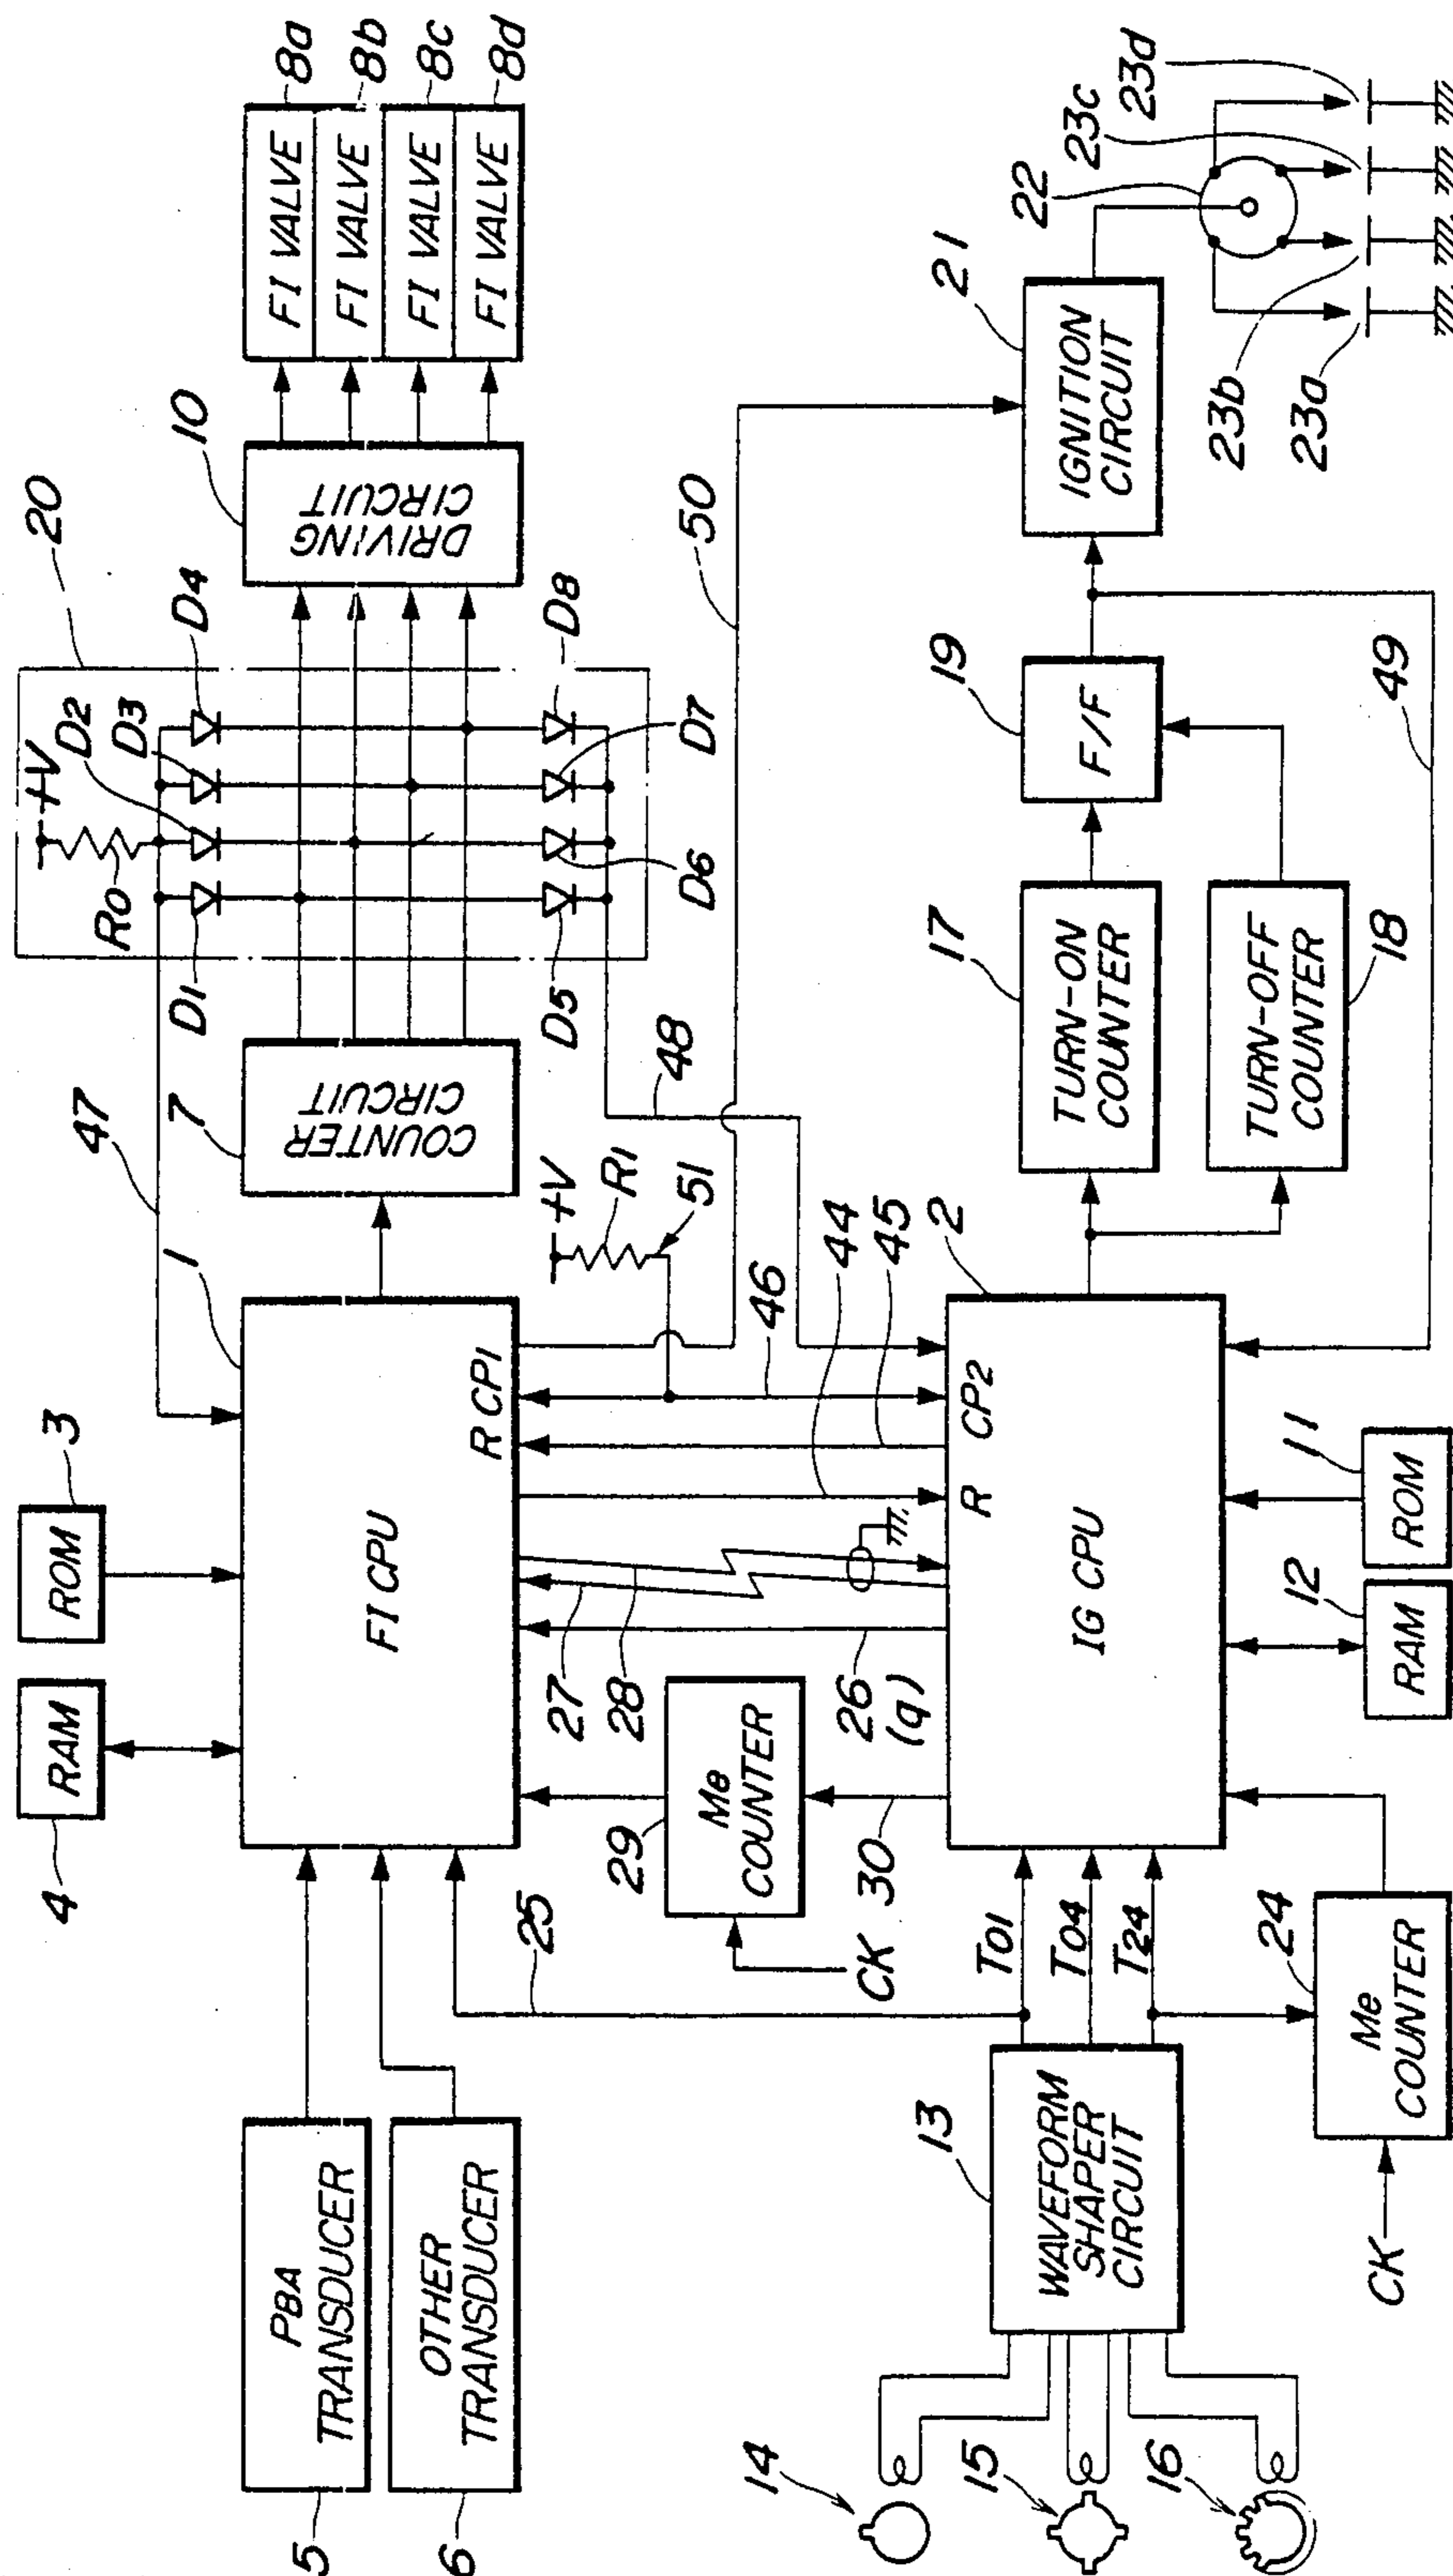 4
RAM
3
ROM
5
PBA
TRANSDUCER
6
OTHER
TRANSDUCER
25
1
FI CPU
R CP1
47
7
COUNTER
CIRCUIT
20
+V
R0
D1
D2
D3
D4
D5
D6
D7
D8
10
DRIVING
CIRCUIT
FI VALVE
8a
FI VALVE
8b
FI VALVE
8c
FI VALVE
8d
29
Me
COUNTER
CK
30
26
(q)
27
28
44
45
46
+V
R1
51
48
50
14
15
16
13
WAVEFORM
SHAPER
CIRCUIT
T01
T04
T24
24
Me
COUNTER
CK
2
R
CP2
IG CPU
12
RAM
11
ROM
17
TURN-ON
COUNTER
TURN-OFF
COUNTER
18
19
F/F
49
21
IGNITION
CIRCUIT
22
23a
23b
23c
23d